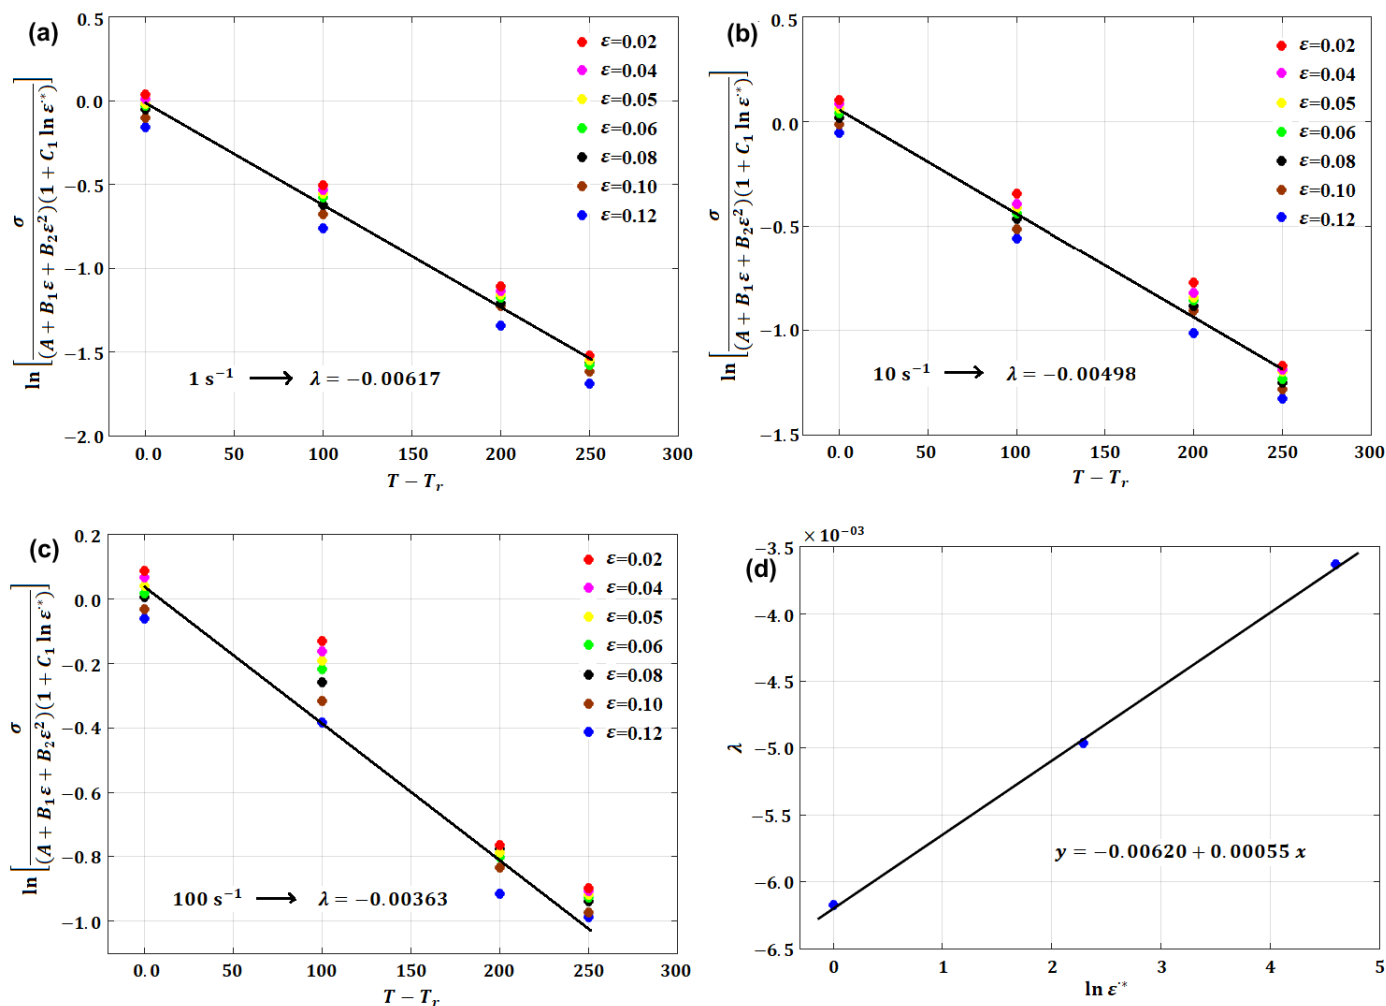 (a)
0.5
0.0
−0.5
−1.0
−1.5
−2.0
0.0 50 100 150 200 250 300
T − Tᵣ
ln [σ / (A + B₁ε + B₂ε²)(1 + C₁ ln ε̇*)]
ε=0.02
ε=0.04
ε=0.05
ε=0.06
ε=0.08
ε=0.10
ε=0.12
1 s⁻¹ ⟶ λ = −0.00617
(b)
0.5
0.0
−0.5
−1.0
−1.5
0.0 50 100 150 200 250 300
T − Tᵣ
ln [σ / (A + B₁ε + B₂ε²)(1 + C₁ ln ε̇*)]
ε=0.02
ε=0.04
ε=0.05
ε=0.06
ε=0.08
ε=0.10
ε=0.12
10 s⁻¹ ⟶ λ = −0.00498
(c)
0.2
0.0
−0.2
−0.4
−0.6
−0.8
−1.0
0.0 50 100 150 200 250 300
T − Tᵣ
ln [σ / (A + B₁ε + B₂ε²)(1 + C₁ ln ε̇*)]
ε=0.02
ε=0.04
ε=0.05
ε=0.06
ε=0.08
ε=0.10
ε=0.12
100 s⁻¹ ⟶ λ = −0.00363
(d)
× 10⁻⁰³
−3.5
−4.0
−4.5
−5.0
−5.5
−6.0
−6.5
0 1 2 3 4 5
λ
ln ε̇*
y = −0.00620 + 0.00055 x